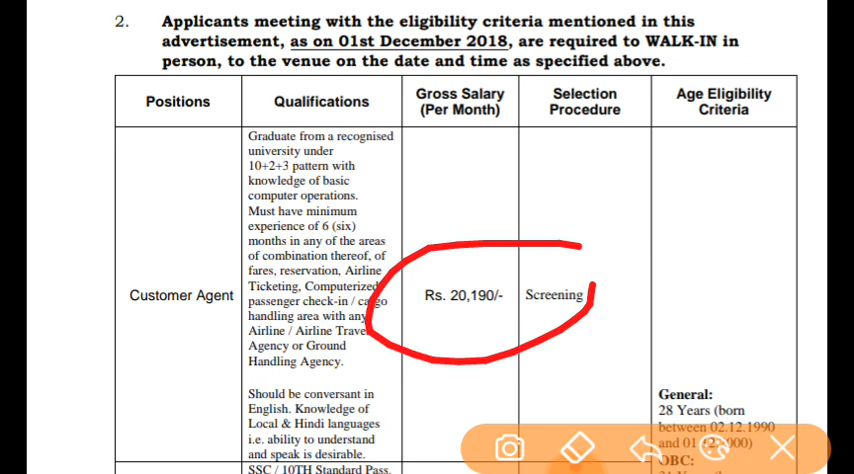 2. Applicants meeting with the eligibility criteria mentioned in this
advertisement, as on 01st December 2018, are required to WALK-IN in
person, to the venue on the date and time as specified above.
Positions
Qualifications
Gross Salary
(Per Month)
Selection
Procedure
Age Eligibility
Criteria
Customer Agent
Graduate from a recognised
university under
10+2+3 pattern with
knowledge of basic
computer operations.
Must have minimum
experience of 6 (six)
months in any of the areas
of combination thereof, of
fares, reservation, Airline
Ticketing, Computerized
passenger check-in / cargo
handling area with any
Airline / Airline Travel
Agency or Ground
Handling Agency.
Should be conversant in
English. Knowledge of
Local & Hindi languages
i.e. ability to understand
and speak is desirable.
Rs. 20,190/-
Screening
General:
28 Years (born
between 02.12.1990
and 01
OBC:
SSC / 10TH Standard Pass.